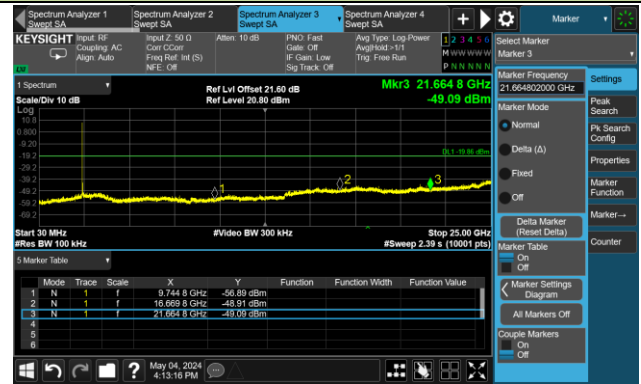 Spectrum Analyzer 1
Swept SA
Spectrum Analyzer 2
Swept SA
Spectrum Analyzer 3
Swept SA
Spectrum Analyzer 4
Swept SA
+
Marker
KEYSIGHT
Input: RF
Coupling: AC
Align: Auto
Input Z: 50 Ω
Corr CCorr
Freq Ref: Int (S)
NFE: Off
Atten: 10 dB
PNO: Fast
Gate: Off
IF Gain: Low
Sig Track: Off
Avg Type: Log-Power
Avg|Hold:>1/1
Trig: Free Run
1 2 3 4 5 6
M W W W W W
P N N N N N
LXI
Select Marker
Marker 3
1 Spectrum
Scale/Div 10 dB
Log
Ref Lvl Offset 21.60 dB
Ref Level 20.80 dBm
Mkr3 21.664 8 GHz
-49.09 dBm
10.8
0.800
-9.20
-19.2
-29.2
-39.2
-49.2
-59.2
-69.2
DL1 -19.86 dBm
1
2
3
Start 30 MHz
#Res BW 100 kHz
#Video BW 300 kHz
Stop 25.00 GHz
#Sweep 2.39 s (10001 pts)
5 Marker Table
Mode Trace Scale X Y Function Function Width Function Value
1 N 1 f 9.744 8 GHz -56.89 dBm
2 N 1 f 16.669 8 GHz -48.91 dBm
3 N 1 f 21.664 8 GHz -49.09 dBm
4
5
6
Marker Frequency
21.664802000 GHz
Marker Mode
Normal
Delta (Δ)
Fixed
Off
Delta Marker
(Reset Delta)
Marker Table
On
Off
Marker Settings
Diagram
All Markers Off
Couple Markers
On
Off
Settings
Peak
Search
Pk Search
Config
Properties
Marker
Function
Marker→
Counter
?
May 04, 2024
4:13:16 PM